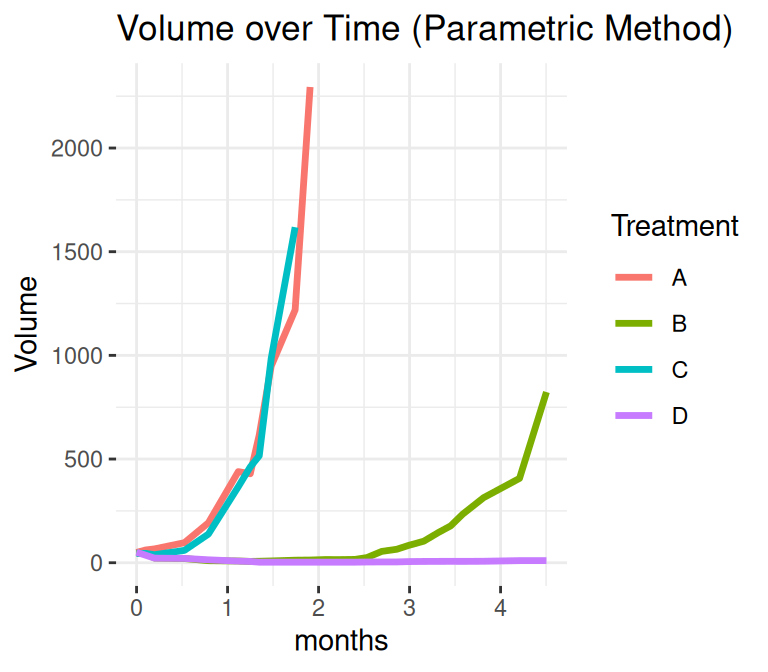 Volume over Time (Parametric Method)
Volume
2000
1500
1000
500
0
0 1 2 3 4
months
Treatment
A
B
C
D